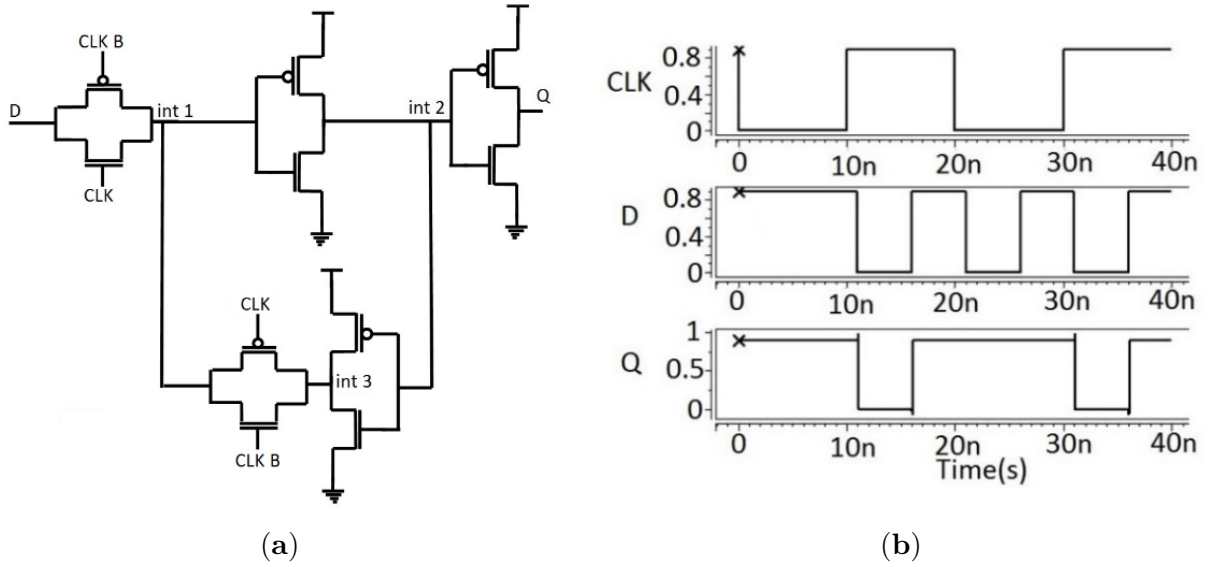 CLK B
D
int 1
CLK
int 2
Q
CLK
int 3
CLK B
(a)
CLK
0.8
0.4
0
0 10n 20n 30n 40n
D
0.8
0.4
0
0 10n 20n 30n 40n
Q
1
0.5
0
0 10n 20n 30n 40n
Time(s)
(b)